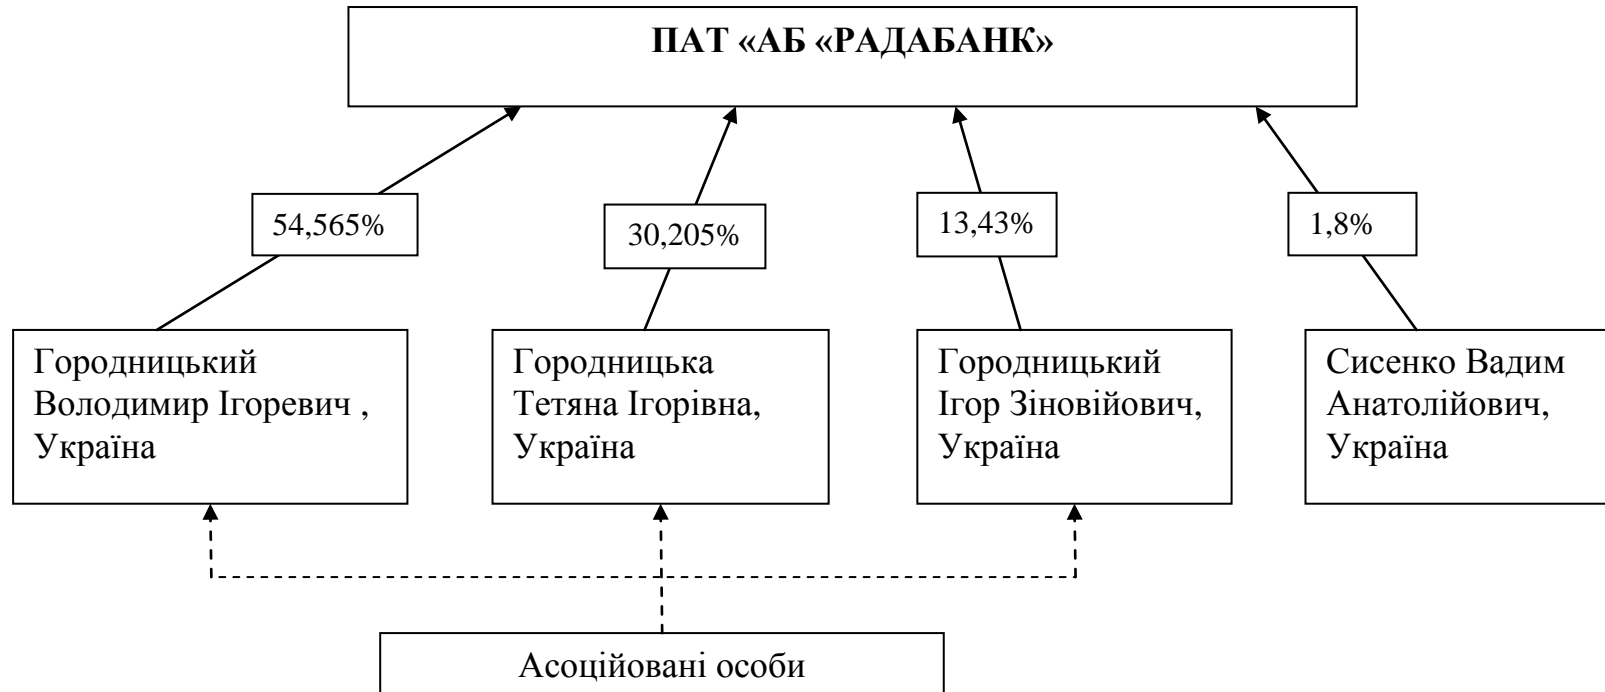 ПАТ «АБ «РАДАБАНК»
54,565%
30,205%
13,43%
1,8%
Городницький
Володимир Ігоревич ,
Україна
Городницька
Тетяна Ігорівна,
Україна
Городницький
Ігор Зіновійович,
Україна
Сисенко Вадим
Анатолійович,
Україна
Асоційовані особи